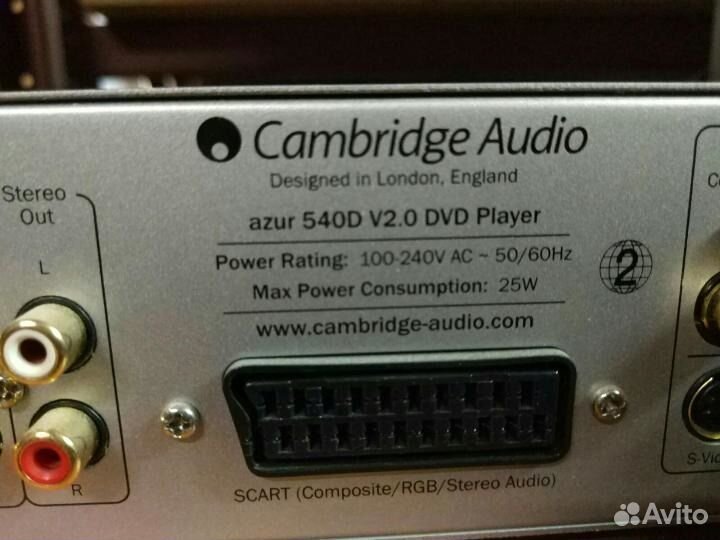 Cambridge Audio
Designed in London, England
azur 540D V2.0 DVD Player
Power Rating: 100-240V AC ~ 50/60Hz
Max Power Consumption: 25W
www.cambridge-audio.com
2
Stereo
Out
L
R
SCART (Composite/RGB/Stereo Audio)
Avito